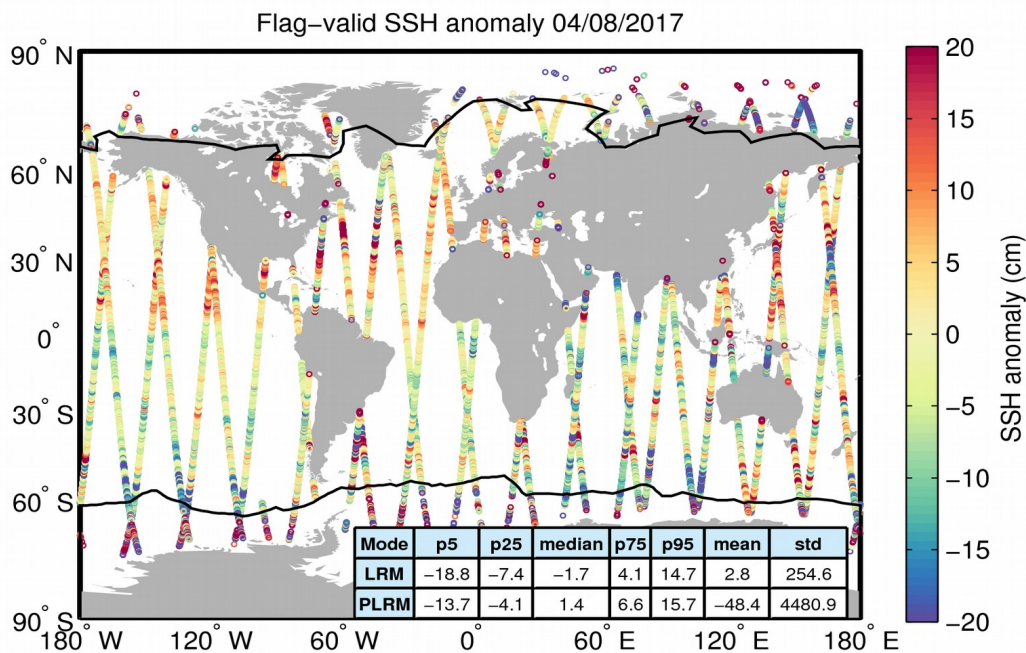 Flag−valid SSH anomaly 04/08/2017
90° N
60° N
30° N
0°
30° S
60° S
90° S
180° W 120° W 60° W 0° 60° E 120° E 180° E
Mode p5 p25 median p75 p95 mean std
LRM −18.8 −7.4 −1.7 4.1 14.7 2.8 254.6
PLRM −13.7 −4.1 1.4 6.6 15.7 −48.4 4480.9
20
15
10
5
0
−5
−10
−15
−20
SSH anomaly (cm)